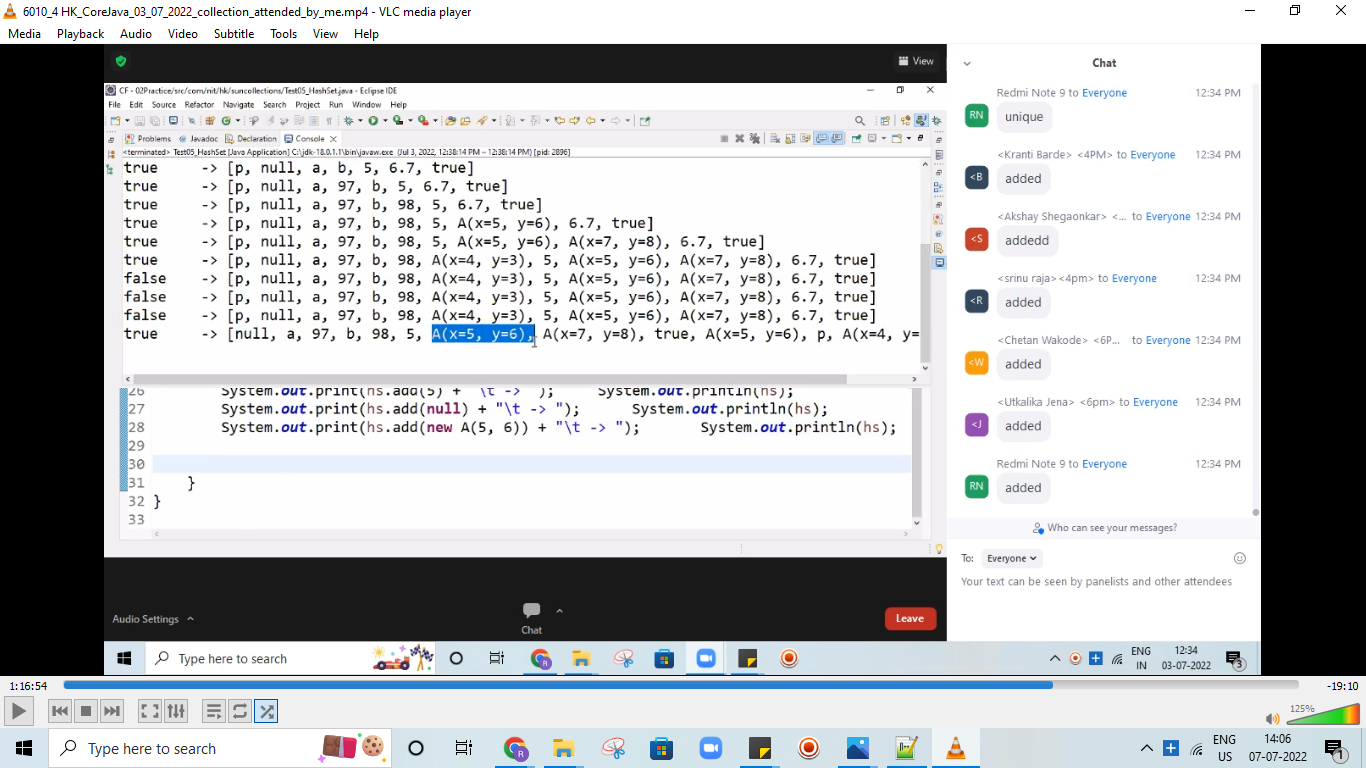 6010_4 HK_CoreJava_03_07_2022_collection_attended_by_me.mp4 - VLC media player
Media Playback Audio Video Subtitle Tools View Help
View
CF - 02Practice/src/com/nit/hk/suncollections/Test05_HashSet.java - Eclipse IDE
File Edit Source Refactor Navigate Search Project Run Window Help
Problems Javadoc Declaration Console
<terminated> Test05_HashSet [Java Application] C:\jdk-18.0.1.1\bin\javaw.exe (Jul 3, 2022, 12:38:14 PM – 12:38:14 PM) [pid: 2896]
true -> [p, null, a, b, 5, 6.7, true]
true -> [p, null, a, 97, b, 5, 6.7, true]
true -> [p, null, a, 97, b, 98, 5, 6.7, true]
true -> [p, null, a, 97, b, 98, 5, A(x=5, y=6), 6.7, true]
true -> [p, null, a, 97, b, 98, 5, A(x=5, y=6), A(x=7, y=8), 6.7, true]
true -> [p, null, a, 97, b, 98, A(x=4, y=3), 5, A(x=5, y=6), A(x=7, y=8), 6.7, true]
false -> [p, null, a, 97, b, 98, A(x=4, y=3), 5, A(x=5, y=6), A(x=7, y=8), 6.7, true]
false -> [p, null, a, 97, b, 98, A(x=4, y=3), 5, A(x=5, y=6), A(x=7, y=8), 6.7, true]
false -> [p, null, a, 97, b, 98, A(x=4, y=3), 5, A(x=5, y=6), A(x=7, y=8), 6.7, true]
true -> [null, a, 97, b, 98, 5, A(x=5, y=6), A(x=7, y=8), true, A(x=5, y=6), p, A(x=4, y=
26 System.out.print(hs.add(5) + "\t -> "); System.out.println(hs);
27 System.out.print(hs.add(null) + "\t -> "); System.out.println(hs);
28 System.out.print(hs.add(new A(5, 6)) + "\t -> "); System.out.println(hs);
29
30
31 }
32 }
33
Chat
Redmi Note 9 to Everyone 12:34 PM
RN unique
<Kranti Barde> <4PM> to Everyone 12:34 PM
<B added
<Akshay Shegaonkar> <... to Everyone 12:34 PM
<S addedd
<srinu raja><4pm> to Everyone 12:34 PM
<R added
<Chetan Wakode> <6P... to Everyone 12:34 PM
<W added
<Utkalika Jena> <6pm> to Everyone 12:34 PM
<J added
Redmi Note 9 to Everyone 12:34 PM
RN added
Who can see your messages?
To: Everyone
Your text can be seen by panelists and other attendees
Audio Settings
Chat
Leave
Type here to search
R
ENG
IN
12:34
03-07-2022
3
1:16:54
-19:10
125%
Type here to search
R
ENG
US
14:06
07-07-2022
1